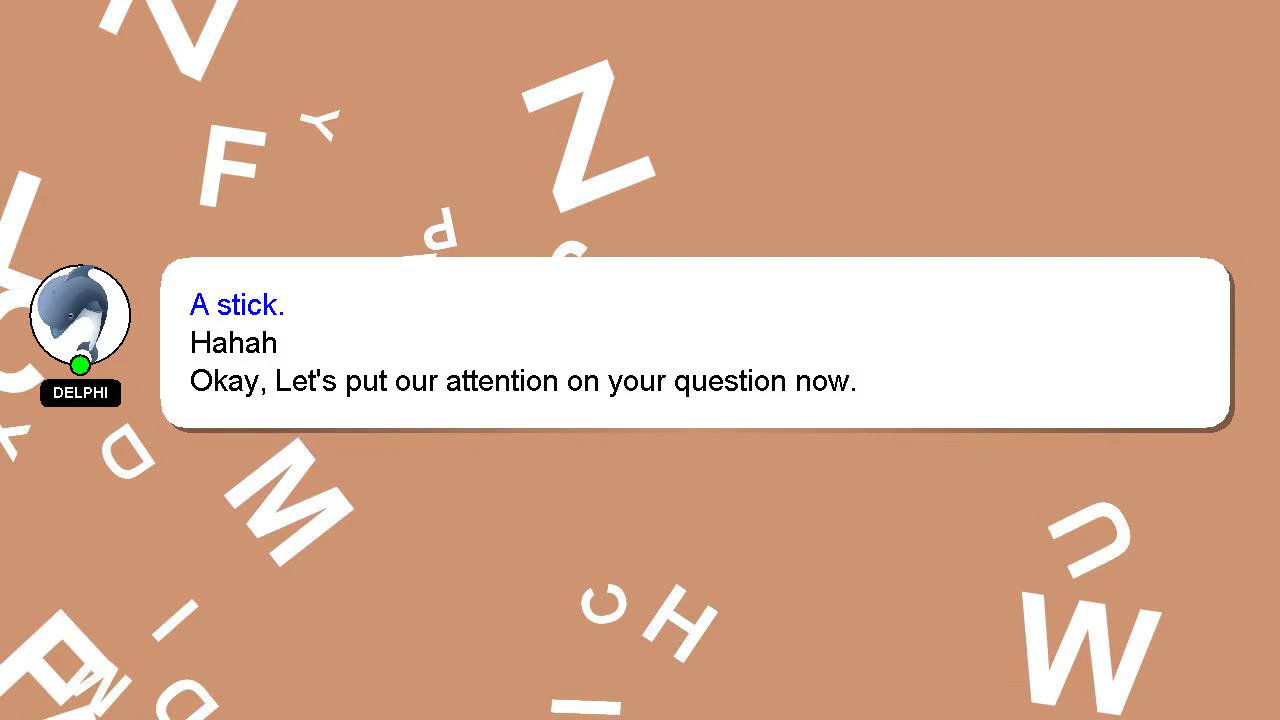 N
Z
Y
F
L
P
S
A stick.
Hahah
Okay, Let's put our attention on your question now.
DELPHI
C
Y
D
M
U
C
H
I
W
P
M
D
I